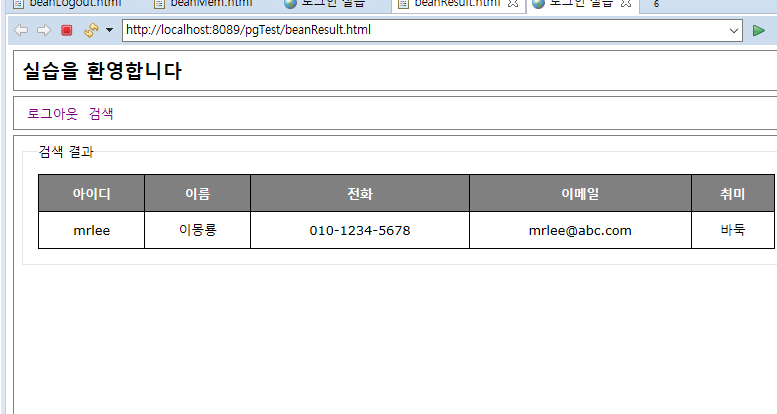 beanLogout.html beanMem.html 로그인 실습 beanResult.html 로그인 실습 6
http://localhost:8089/pgTest/beanResult.html
실습을 환영합니다
로그아웃 검색
검색 결과
아이디 이름 전화 이메일 취미
mrlee 이몽룡 010-1234-5678 mrlee@abc.com 바둑